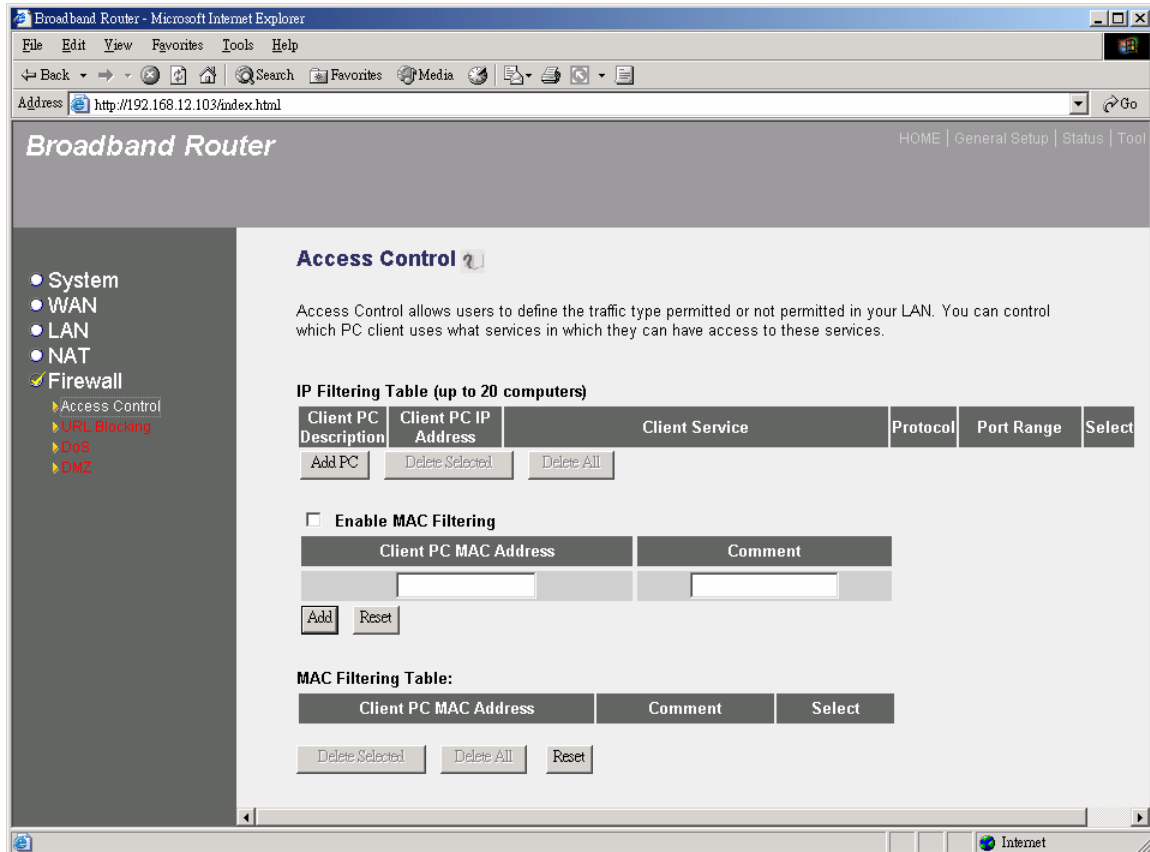 Broadband Router - Microsoft Internet Explorer
File Edit View Favorites Tools Help
Back Search Favorites Media
Address http://192.168.12.103/index.html Go
Broadband Router
HOME | General Setup | Status | Tool
System
WAN
LAN
NAT
Firewall
Access Control
URL Blocking
DoS
DMZ
Access Control
Access Control allows users to define the traffic type permitted or not permitted in your LAN. You can control
which PC client uses what services in which they can have access to these services.
IP Filtering Table (up to 20 computers)
Client PC Description Client PC IP Address Client Service Protocol Port Range Select
Add PC Delete Selected Delete All
Enable MAC Filtering
Client PC MAC Address Comment
Add Reset
MAC Filtering Table:
Client PC MAC Address Comment Select
Delete Selected Delete All Reset
Internet